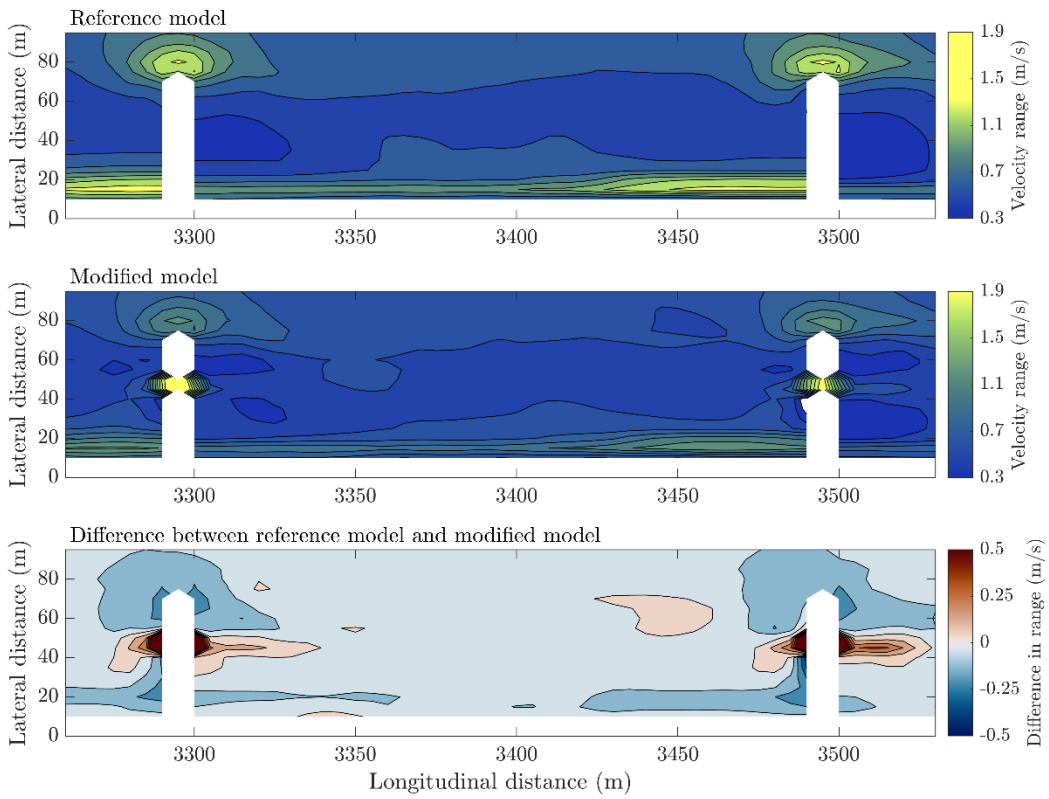 Reference model
Lateral distance (m)
80
60
40
20
0
3300 3350 3400 3450 3500
1.9
1.5
1.1
0.7
0.3
Velocity range (m/s)
Modified model
Lateral distance (m)
80
60
40
20
0
3300 3350 3400 3450 3500
1.9
1.5
1.1
0.7
0.3
Velocity range (m/s)
Difference between reference model and modified model
Lateral distance (m)
80
60
40
20
0
3300 3350 3400 3450 3500
Longitudinal distance (m)
0.5
0.25
0
-0.25
-0.5
Difference in range (m/s)